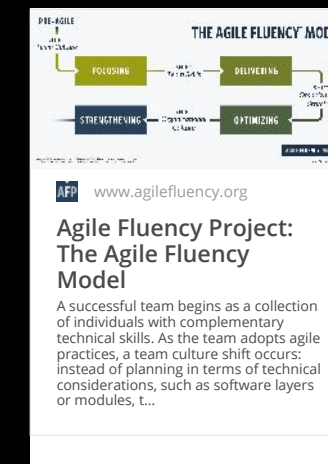 PRE-AGILE
THE AGILE FLUENCY MOD
FOCUSING
DELIVERING
STRENGTHENING
OPTIMIZING
AFP www.agilefluency.org
Agile Fluency Project:
The Agile Fluency
Model
A successful team begins as a collection
of individuals with complementary
technical skills. As the team adopts agile
practices, a team culture shift occurs:
instead of planning in terms of technical
considerations, such as software layers
or modules, t...